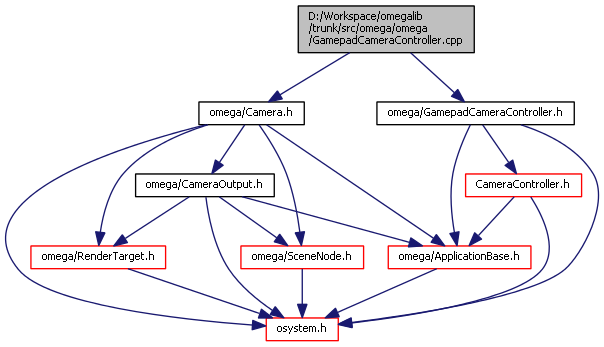 D:/Workspace/omegalib
/trunk/src/omega/omega
/GamepadCameraController.cpp
omega/Camera.h
omega/GamepadCameraController.h
omega/CameraOutput.h
CameraController.h
omega/RenderTarget.h
omega/SceneNode.h
omega/ApplicationBase.h
osystem.h